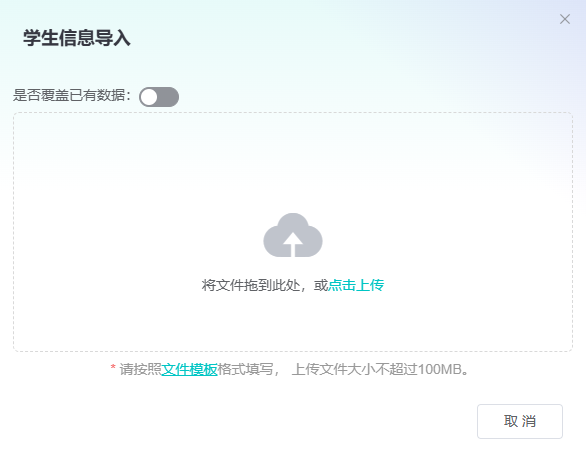 学生信息导入
是否覆盖已有数据：
将文件拖到此处，或点击上传
* 请按照文件模板格式填写， 上传文件大小不超过100MB。
取 消